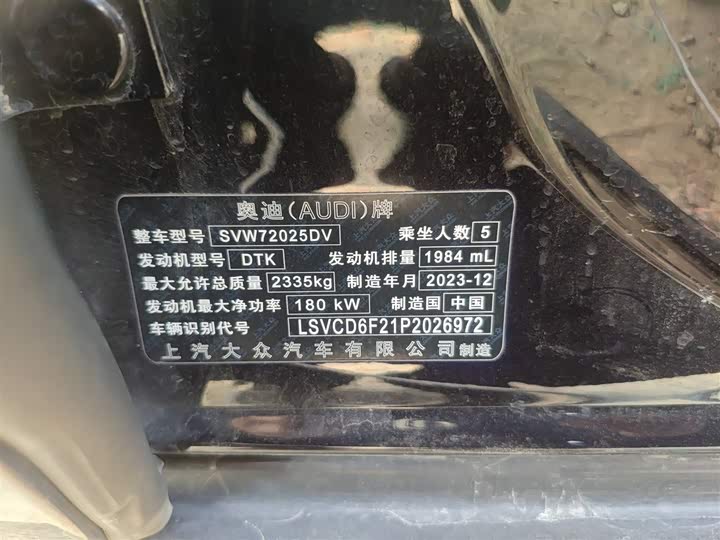 奥迪(AUDI)牌
整车型号 SVW72025DV 乘坐人数 5
发动机型号 DTK 发动机排量 1984 mL
最大允许总质量 2335kg 制造年月 2023-12
发动机最大净功率 180 kW 制造国 中国
车辆识别代号 LSVCD6F21P2026972
上汽大众汽车有限公司制造